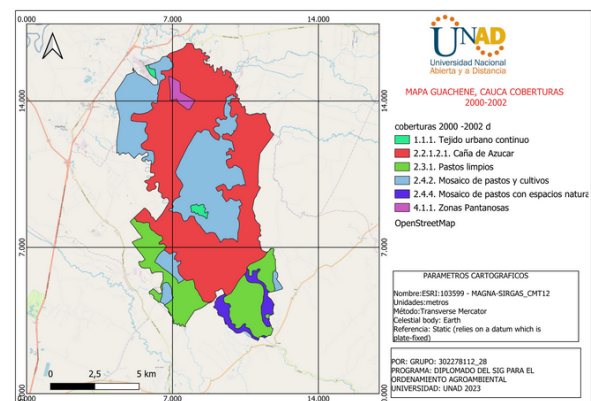 0.000
7.000
14.000
UNAD
Universidad Nacional
Abierta y a Distancia
MAPA GUACHENE, CAUCA COBERTURAS
2000-2002
14.000
14.000
coberturas 2000 -2002 d
1.1.1. Tejido urbano continuo
2.2.1.2.1. Caña de Azucar
2.3.1. Pastos limpios
2.4.2. Mosaico de pastos y cultivos
2.4.4. Mosaico de pastos con espacios natura
4.1.1. Zonas Pantanosas
OpenStreetMap
7.000
7.000
PARAMETROS CARTOGRAFICOS
Nombre:ESRI:103599 - MAGNA-SIRGAS_CMT12
Unidades:metros
Método:Transverse Mercator
Celestial body: Earth
Referencia: Static (relies on a datum which is
plate-fixed)
0 2,5 5 km
POR: GRUPO: 302278112_28
PROGRAMA: DIPLOMADO DEL SIG PARA EL
ORDENAMIENTO AGROAMBIENTAL
UNIVERSIDAD: UNAD 2023
0.000
7.000
14.000